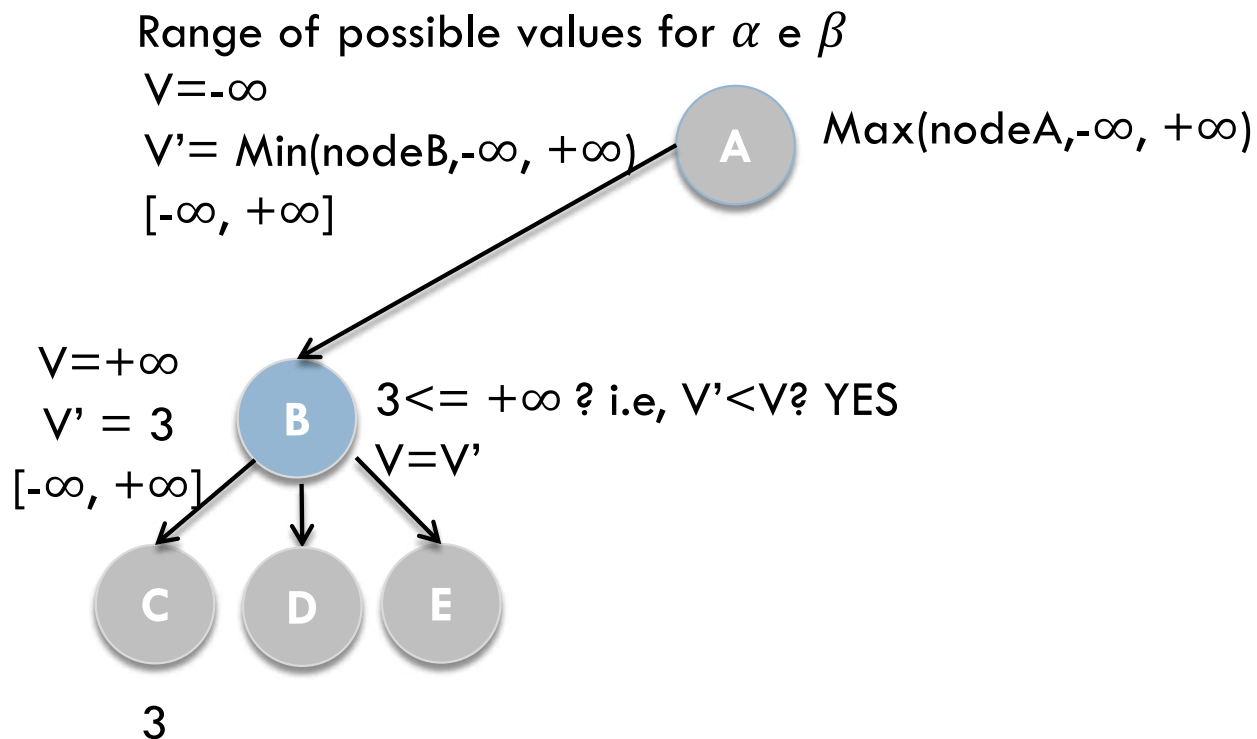 Range of possible values for 𝛼 e 𝛽
V=-∞
V’= Min(nodeB,-∞, +∞)
[-∞, +∞]
A
Max(nodeA,-∞, +∞)
V=+∞
V’ = 3
[-∞, +∞]
B
3<= +∞ ? i.e, V’<V? YES
V=V’
C
D
E
3